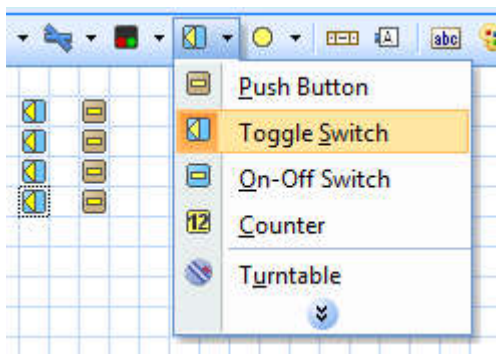 A
abc
Push Button
Toggle Switch
On-Off Switch
12 Counter
Turntable